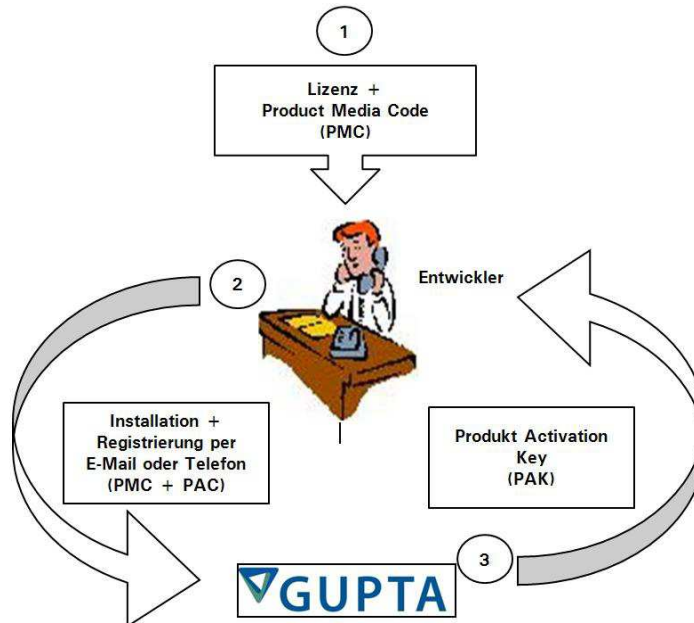 1
Lizenz +
Product Media Code
(PMC)
2
Entwickler
Installation +
Registrierung per
E-Mail oder Telefon
(PMC + PAC)
Produkt Activation
Key
(PAK)
3
GUPTA